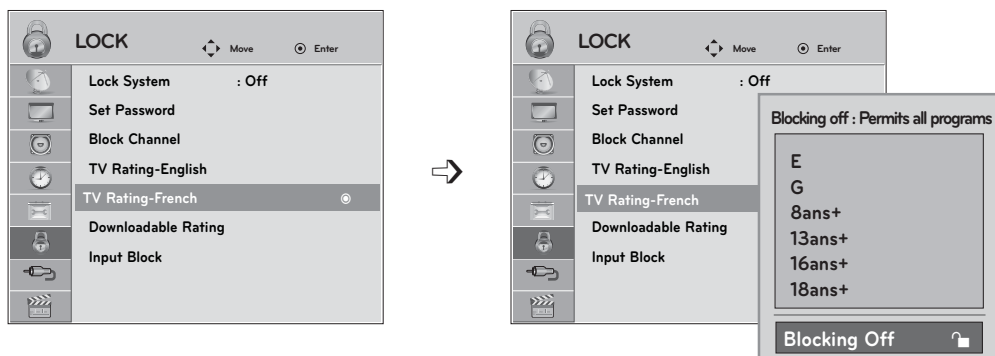 LOCK Move Enter
Lock System : Off
Set Password
Block Channel
TV Rating-English
TV Rating-French
Downloadable Rating
Input Block
LOCK Move Enter
Lock System : Off
Set Password
Block Channel
TV Rating-English
TV Rating-French
Downloadable Rating
Input Block
Blocking off : Permits all programs
E
G
8ans+
13ans+
16ans+
18ans+
Blocking Off